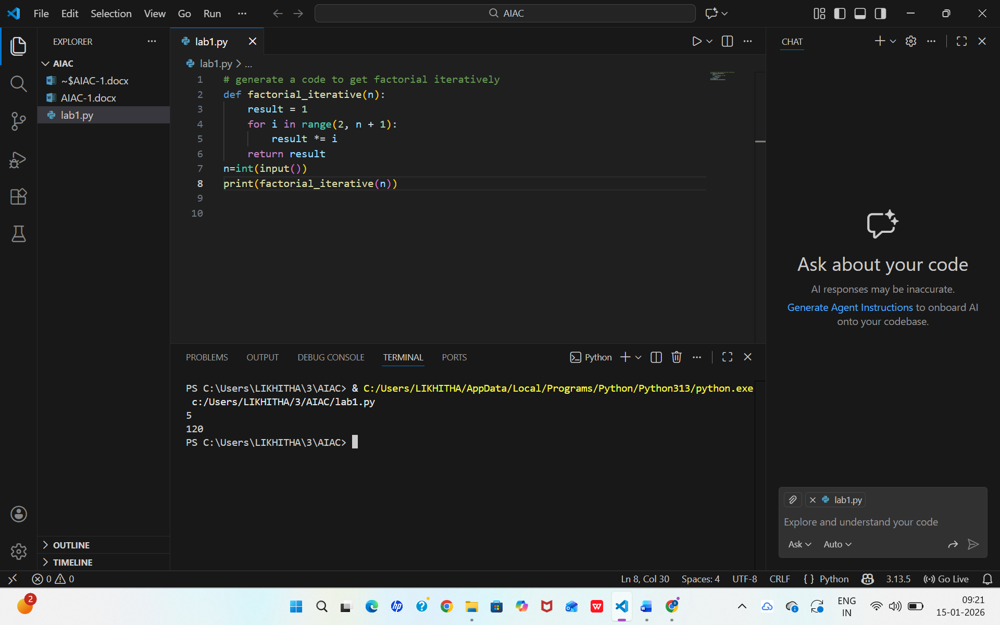 File Edit Selection View Go Run ··· AIAC
EXPLORER ···
AIAC
~$AIAC-1.docx
AIAC-1.docx
lab1.py
lab1.py
lab1.py > ...
1 # generate a code to get factorial iteratively
2 def factorial_iterative(n):
3 result = 1
4 for i in range(2, n + 1):
5 result *= i
6 return result
7 n=int(input())
8 print(factorial_iterative(n))
9
10
PROBLEMS OUTPUT DEBUG CONSOLE TERMINAL PORTS Python
PS C:\Users\LIKHITHA\3\AIAC> & C:/Users/LIKHITHA/AppData/Local/Programs/Python/Python313/python.exe
c:/Users/LIKHITHA/3/AIAC/lab1.py
5
120
PS C:\Users\LIKHITHA\3\AIAC>
CHAT
Ask about your code
AI responses may be inaccurate.
Generate Agent Instructions to onboard AI
onto your codebase.
lab1.py
Explore and understand your code
Ask Auto
OUTLINE
TIMELINE
0 0 Ln 8, Col 30 Spaces: 4 UTF-8 CRLF { } Python 3.13.5 Go Live
2
hp
ENG
IN
09:21
15-01-2026